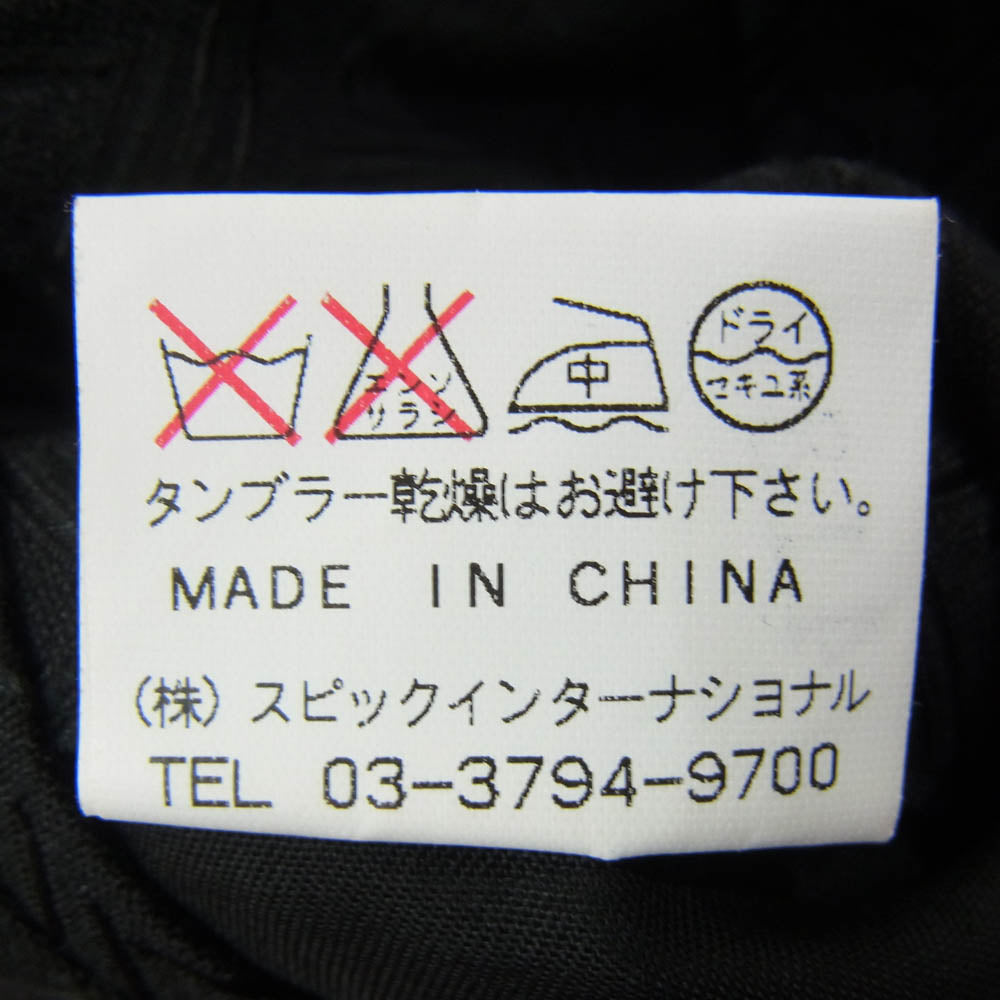 エンソ
サラシ
中
ドライ
セキユ系
タンブラー乾燥はお避け下さい。
MADE IN CHINA
(株) スピックインターナショナル
TEL 03-3794-9700